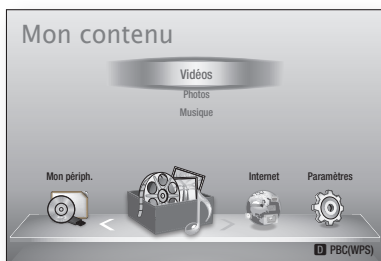 Mon contenu
Vidéos
Photos
Musique
Mon périph.
Internet
Paramètres
D PBC(WPS)